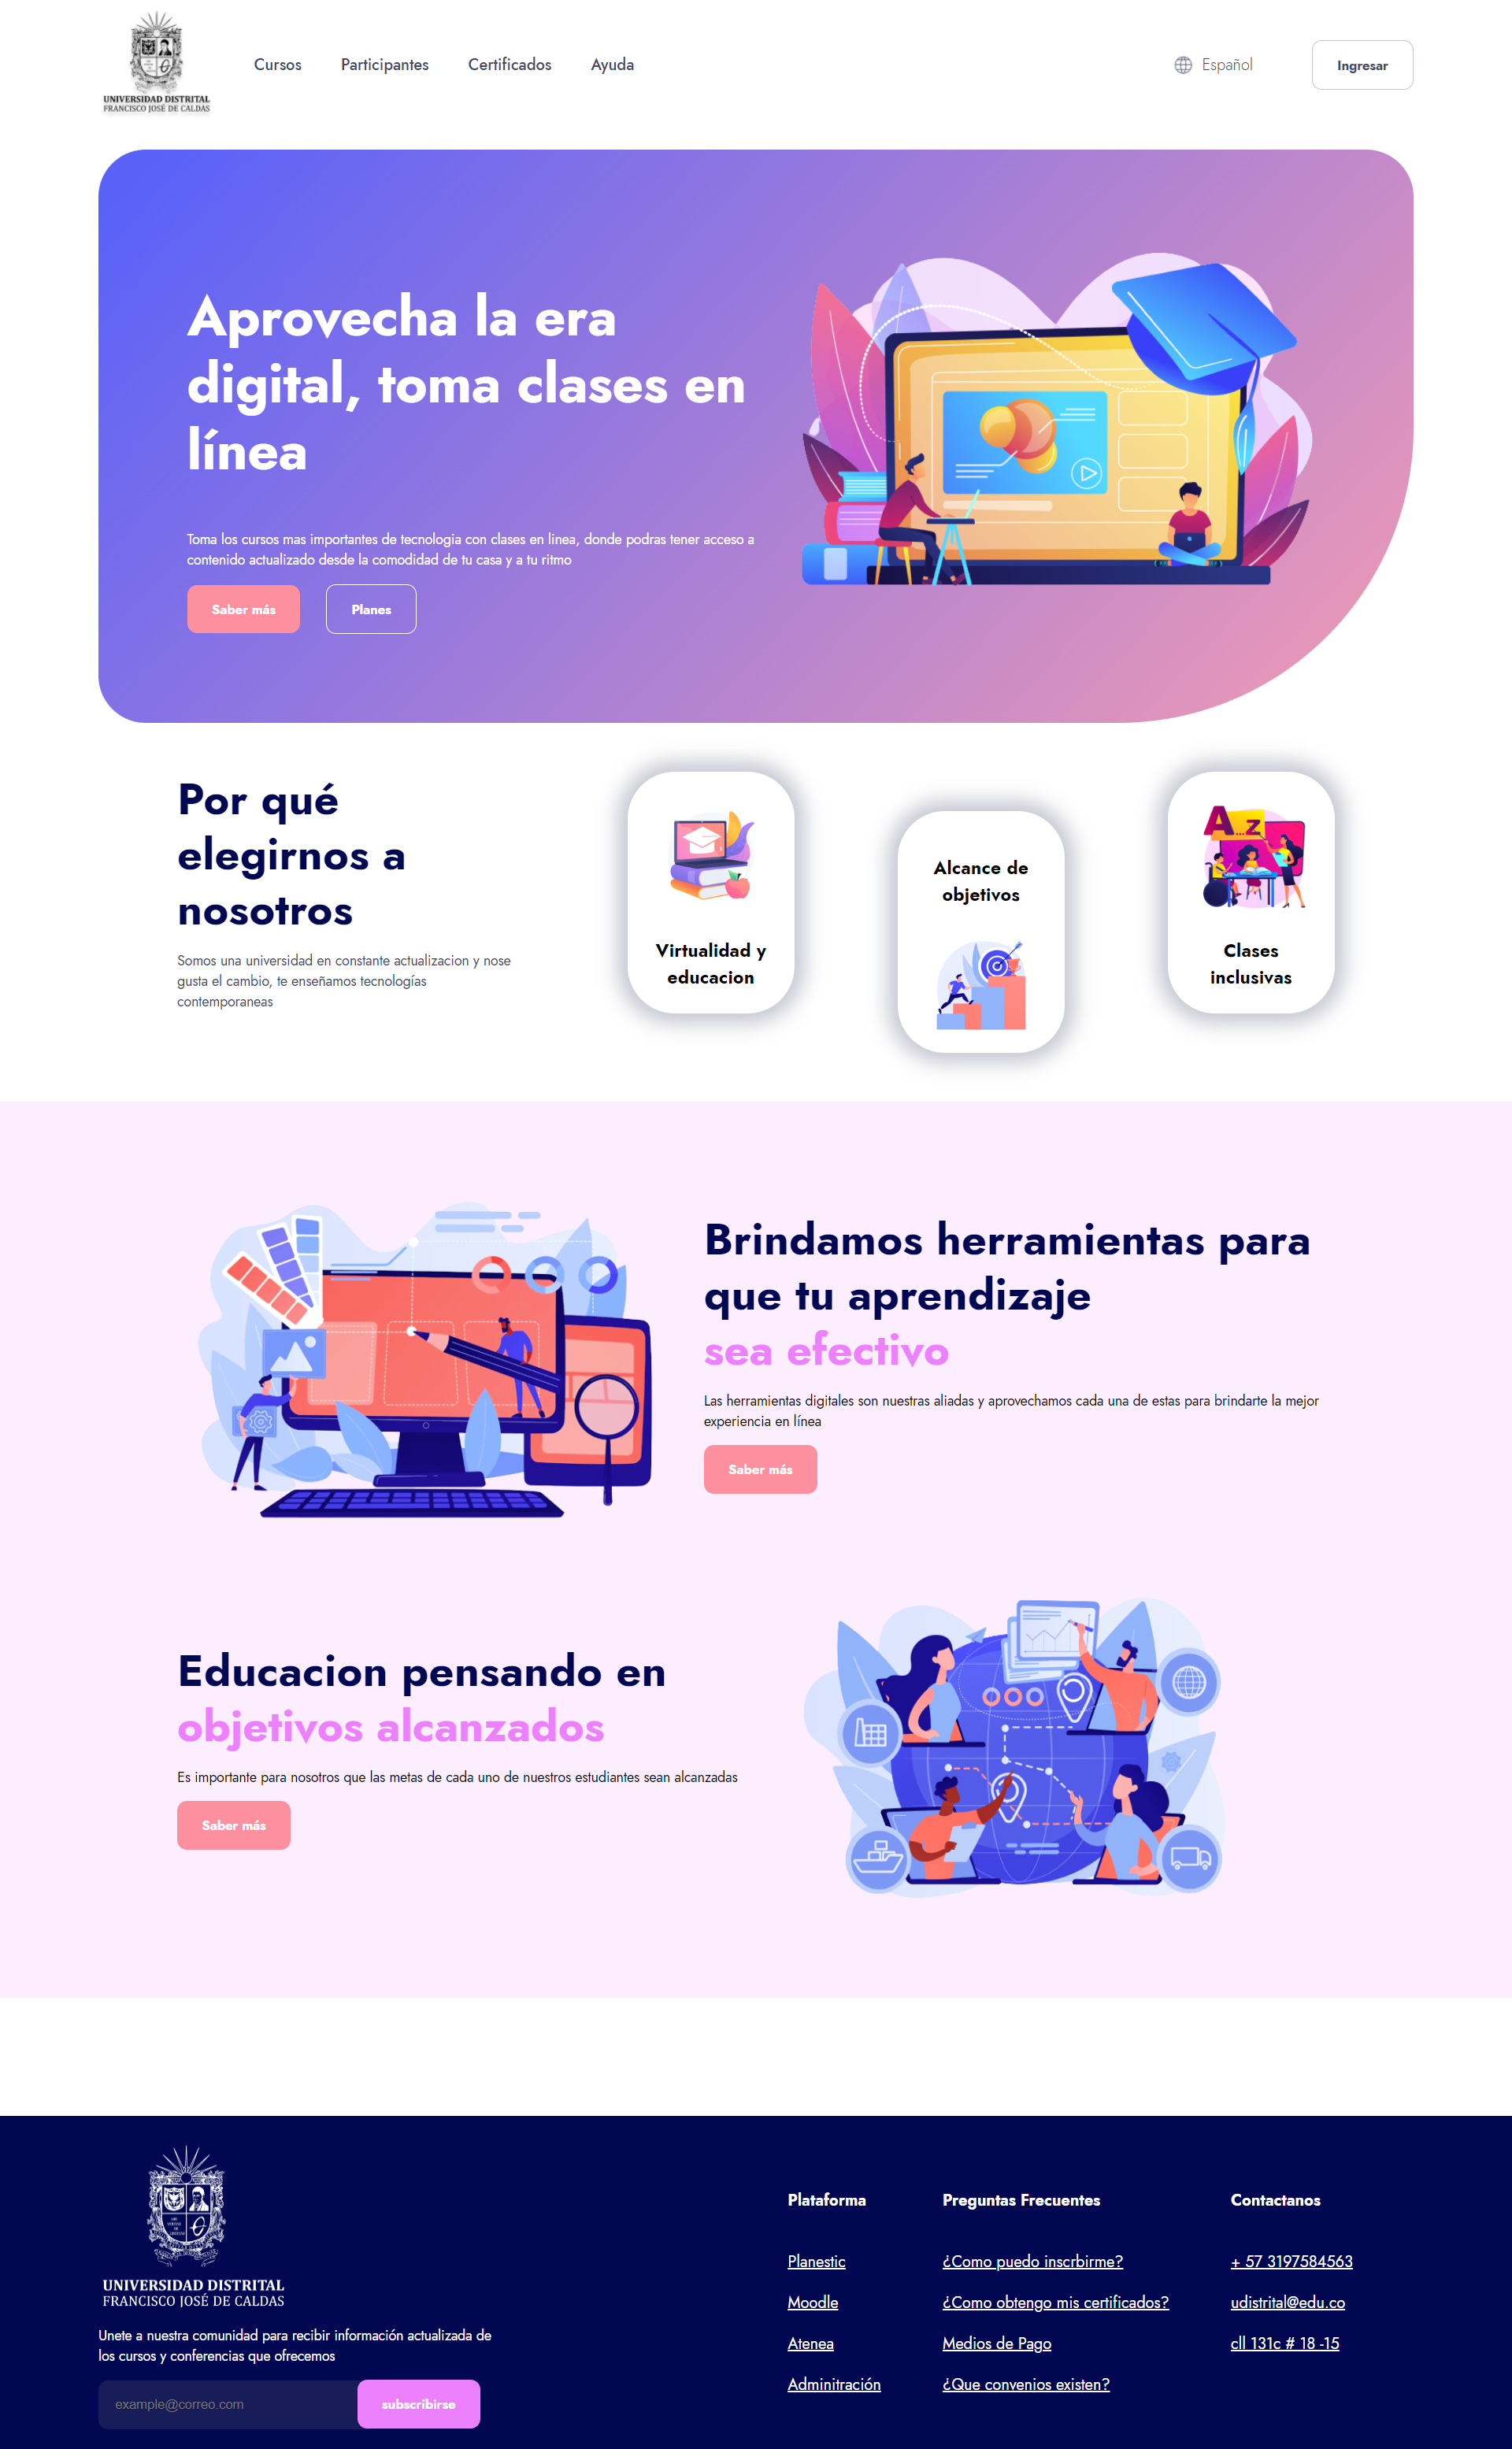 UNIVERSIDAD DISTRITAL
FRANCISCO JOSÉ DE CALDAS
Cursos
Participantes
Certificados
Ayuda
Español
Ingresar
Aprovecha la era
digital, toma clases en
línea
Toma los cursos mas importantes de tecnologia con clases en linea, donde podras tener acceso a
contenido actualizado desde la comodidad de tu casa y a tu ritmo
Saber más
Planes
Por qué
elegirnos a
nosotros
Somos una universidad en constante actualizacion y nose
gusta el cambio, te enseñamos tecnologías
contemporaneas
Virtualidad y
educacion
Alcance de
objetivos
A...z
Clases
inclusivas
Brindamos herramientas para
que tu aprendizaje
sea efectivo
Las herramientas digitales son nuestras aliadas y aprovechamos cada una de estas para brindarte la mejor
experiencia en línea
Saber más
Educacion pensando en
objetivos alcanzados
Es importante para nosotros que las metas de cada uno de nuestros estudiantes sean alcanzadas
Saber más
UNIVERSIDAD DISTRITAL
FRANCISCO JOSÉ DE CALDAS
Unete a nuestra comunidad para recibir información actualizada de
los cursos y conferencias que ofrecemos
example@correo.com
subscribirse
Plataforma
Planestic
Moodle
Atenea
Adminitración
Preguntas Frecuentes
¿Como puedo inscrbirme?
¿Como obtengo mis certificados?
Medios de Pago
¿Que convenios existen?
Contactanos
+ 57 3197584563
udistrital@edu.co
cll 131c # 18 -15